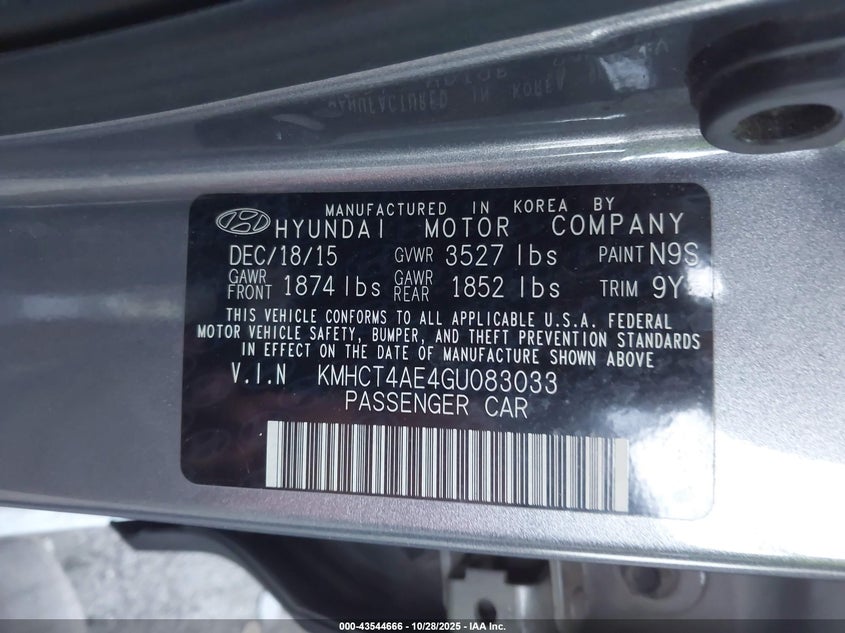 MANUFACTURED IN KOREA BY
HYUNDAI MOTOR COMPANY
DEC/18/15 GVWR 3527 lbs PAINT N9S
GAWR FRONT 1874 lbs GAWR REAR 1852 lbs TRIM 9Y
THIS VEHICLE CONFORMS TO ALL APPLICABLE U.S.A. FEDERAL
MOTOR VEHICLE SAFETY, BUMPER, AND THEFT PREVENTION STANDARDS
IN EFFECT ON THE DATE OF MANUFACTURE SHOWN ABOVE
V.I.N KMHCT4AE4GU083033
PASSENGER CAR
000-43544666 - 10/28/2025 - IAA Inc.